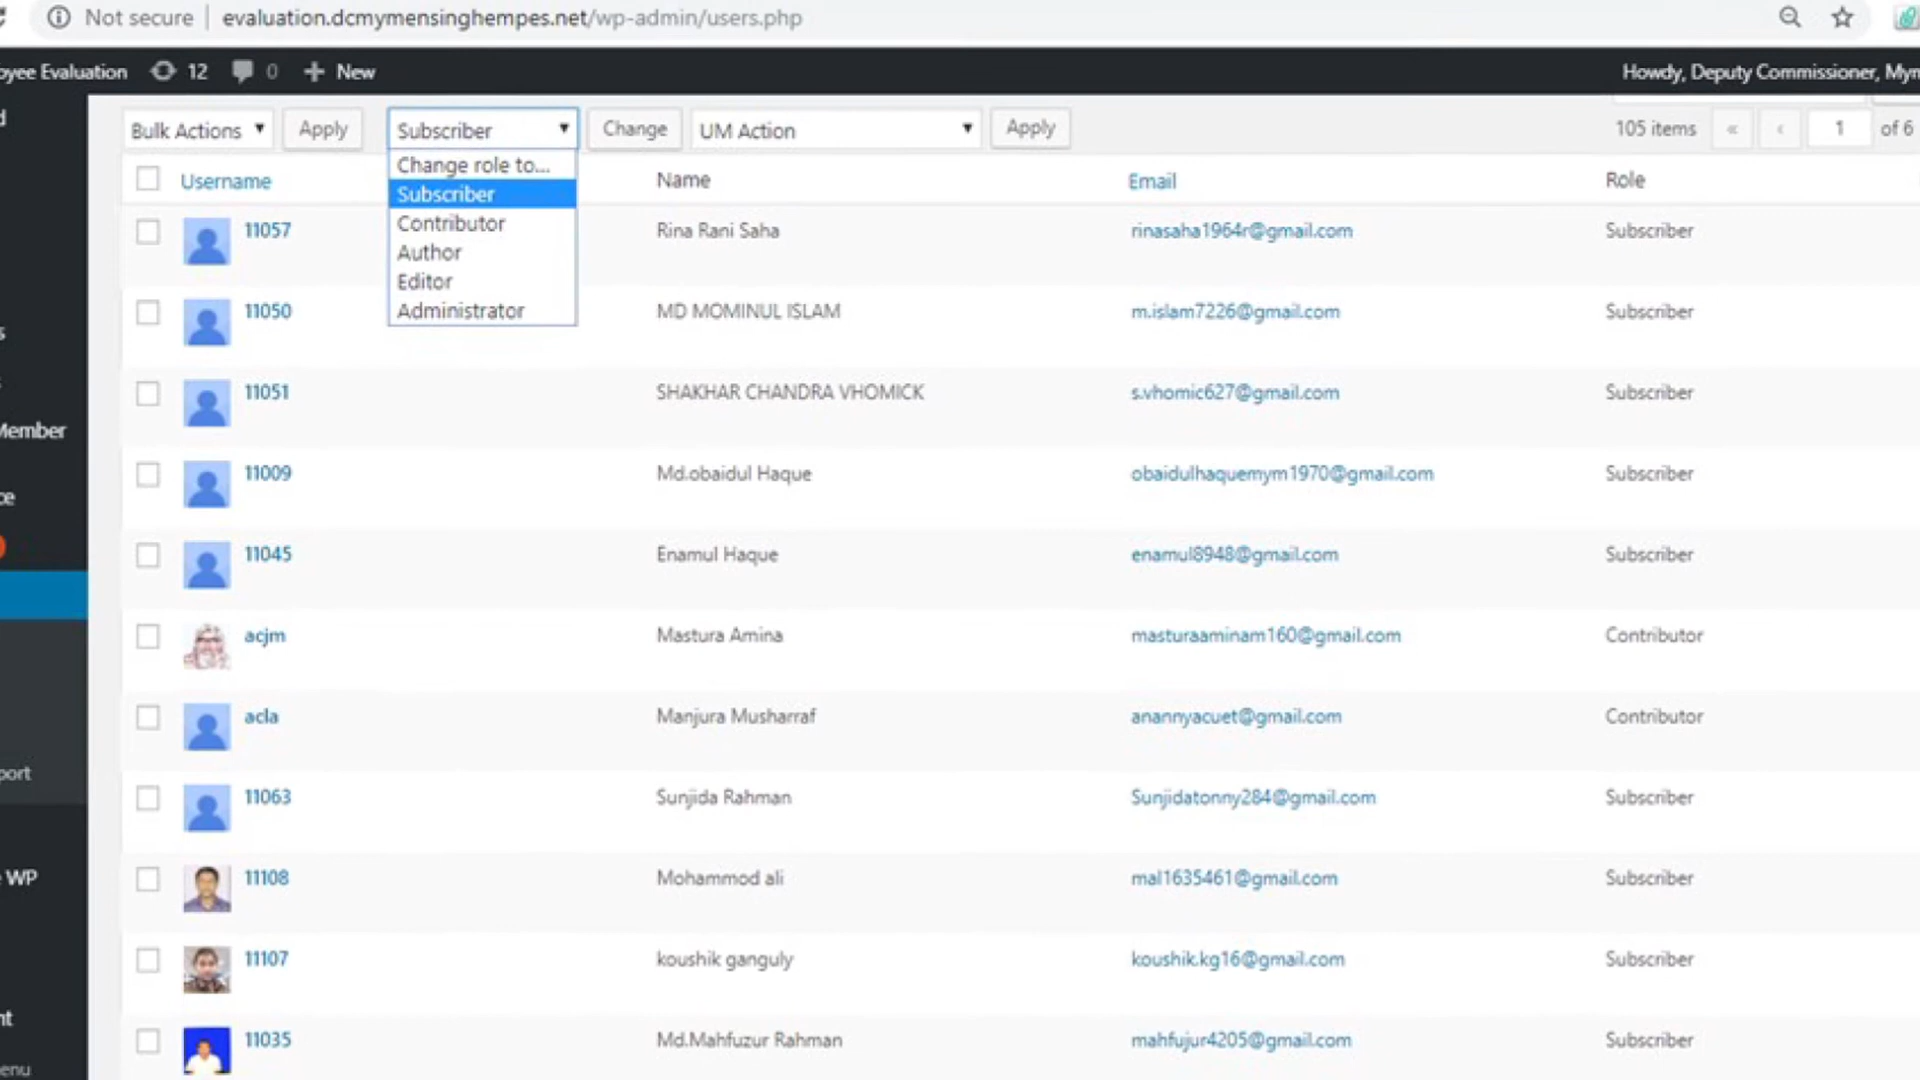 Not secure | evaluation.dcmymensinghempes.net/wp-admin/users.php
oyee Evaluation 12 0 + New Howdy, Deputy Commissioner, Mym
Bulk Actions Apply Subscriber Change UM Action Apply 105 items « ‹ 1 of 6
Change role to...
Subscriber
Contributor
Author
Editor
Administrator
Username Name Email Role
11057 Rina Rani Saha rinasaha1964r@gmail.com Subscriber
11050 MD MOMINUL ISLAM m.islam7226@gmail.com Subscriber
11051 SHAKHAR CHANDRA VHOMICK s.vhomic627@gmail.com Subscriber
Member
11009 Md.obaidul Haque obaidulhaquemym1970@gmail.com Subscriber
ce
11045 Enamul Haque enamul8948@gmail.com Subscriber
acjm Mastura Amina masturaaminam160@gmail.com Contributor
acla Manjura Musharraf anannyacuet@gmail.com Contributor
port
11063 Sunjida Rahman Sunjidatonny284@gmail.com Subscriber
WP
11108 Mohammod ali mal1635461@gmail.com Subscriber
11107 koushik ganguly koushik.kg16@gmail.com Subscriber
nt
11035 Md.Mahfuzur Rahman mahfujur4205@gmail.com Subscriber
enu